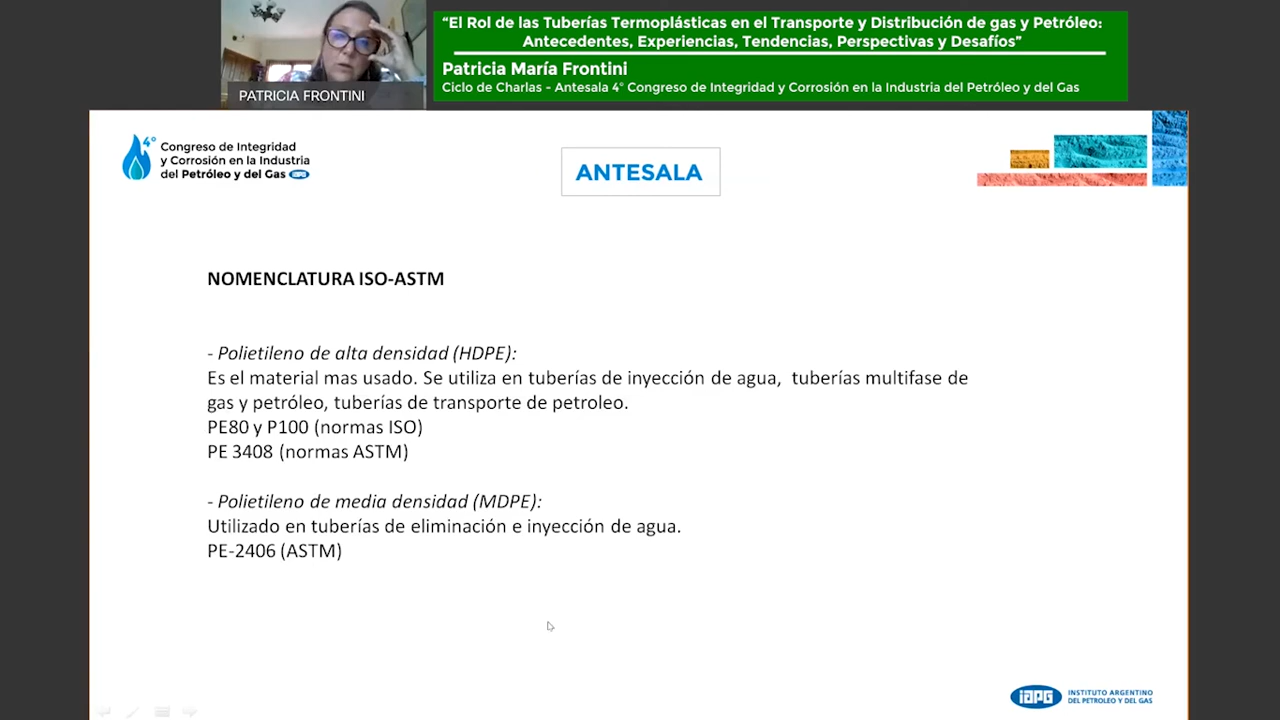 “El Rol de las Tuberías Termoplásticas en el Transporte y Distribución de gas y Petróleo:
Antecedentes, Experiencias, Tendencias, Perspectivas y Desafíos”
Patricia María Frontini
Ciclo de Charlas - Antesala 4° Congreso de Integridad y Corrosión en la Industria del Petróleo y del Gas
PATRICIA FRONTINI
4°
Congreso de Integridad
y Corrosión en la Industria
del Petróleo y del Gas iapg
ANTESALA
NOMENCLATURA ISO-ASTM
- Polietileno de alta densidad (HDPE):
Es el material mas usado. Se utiliza en tuberías de inyección de agua, tuberías multifase de
gas y petróleo, tuberías de transporte de petroleo.
PE80 y P100 (normas ISO)
PE 3408 (normas ASTM)
- Polietileno de media densidad (MDPE):
Utilizado en tuberías de eliminación e inyección de agua.
PE-2406 (ASTM)
iapg
INSTITUTO ARGENTINO
DEL PETROLEO Y DEL GAS